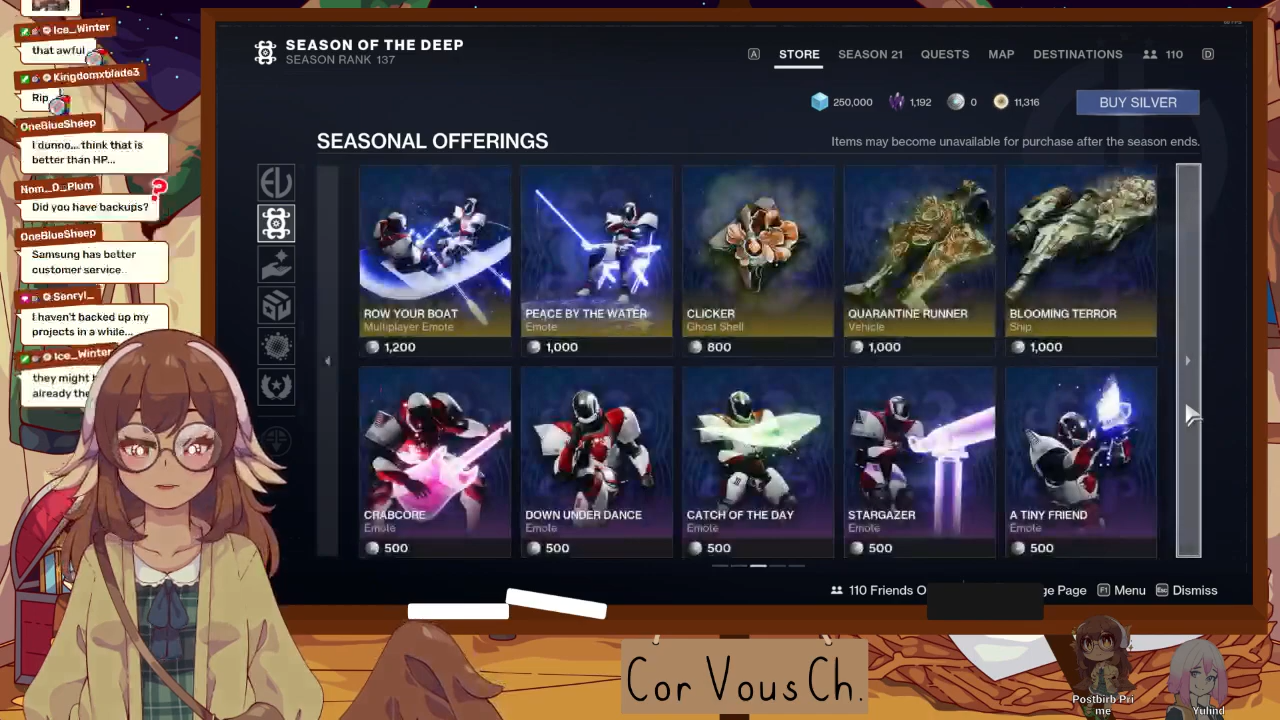 Ice_Winter
that awful
Kingdomxblade3
Rip
OneBlueSheep
I dunno... think that is
better than HP...
Nom_D_Plum
Did you have backups?
OneBlueSheep
Samsung has better
customer service..
Senryl_
I haven't backed up my
projects in a while...
Ice_Winter
they might
already the
SEASON OF THE DEEP
SEASON RANK 137
A STORE SEASON 21 QUESTS MAP DESTINATIONS 110 D
250,000 1,192 0 11,316 BUY SILVER
SEASONAL OFFERINGS
Items may become unavailable for purchase after the season ends.
ROW YOUR BOAT
Multiplayer Emote
1,200
PEACE BY THE WATER
Emote
1,000
CLICKER
Ghost Shell
800
QUARANTINE RUNNER
Vehicle
1,000
BLOOMING TERROR
Ship
1,000
CRABCORE
Emote
500
DOWN UNDER DANCE
Emote
500
CATCH OF THE DAY
Emote
500
STARGAZER
Emote
500
A TINY FRIEND
Emote
500
110 Friends O ge Page F1 Menu Esc Dismiss
Cor Vous Ch.
Postbirb Pri
me
Yulind